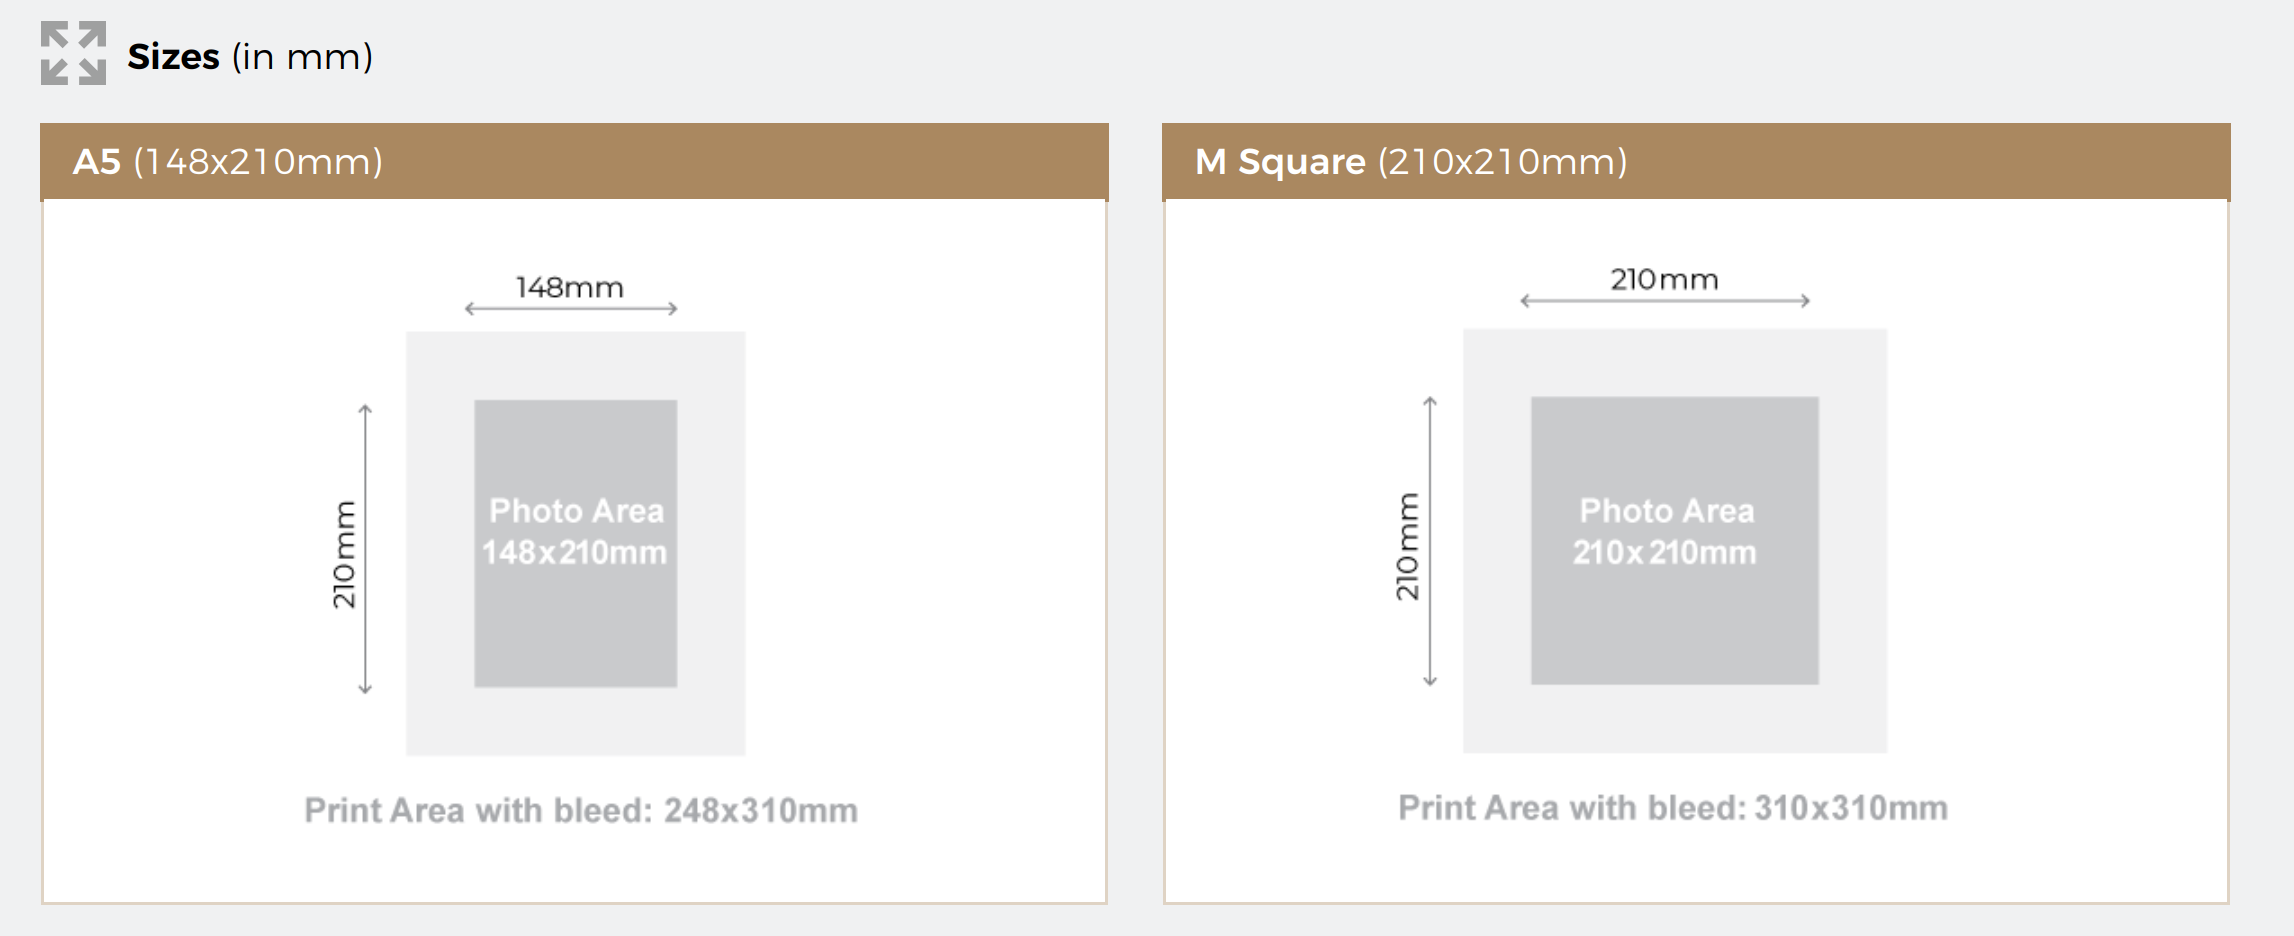 Sizes (in mm)
A5 (148x210mm)
148mm
210mm
Photo Area
148x210mm
Print Area with bleed: 248x310mm
M Square (210x210mm)
210mm
210mm
Photo Area
210x210mm
Print Area with bleed: 310x310mm